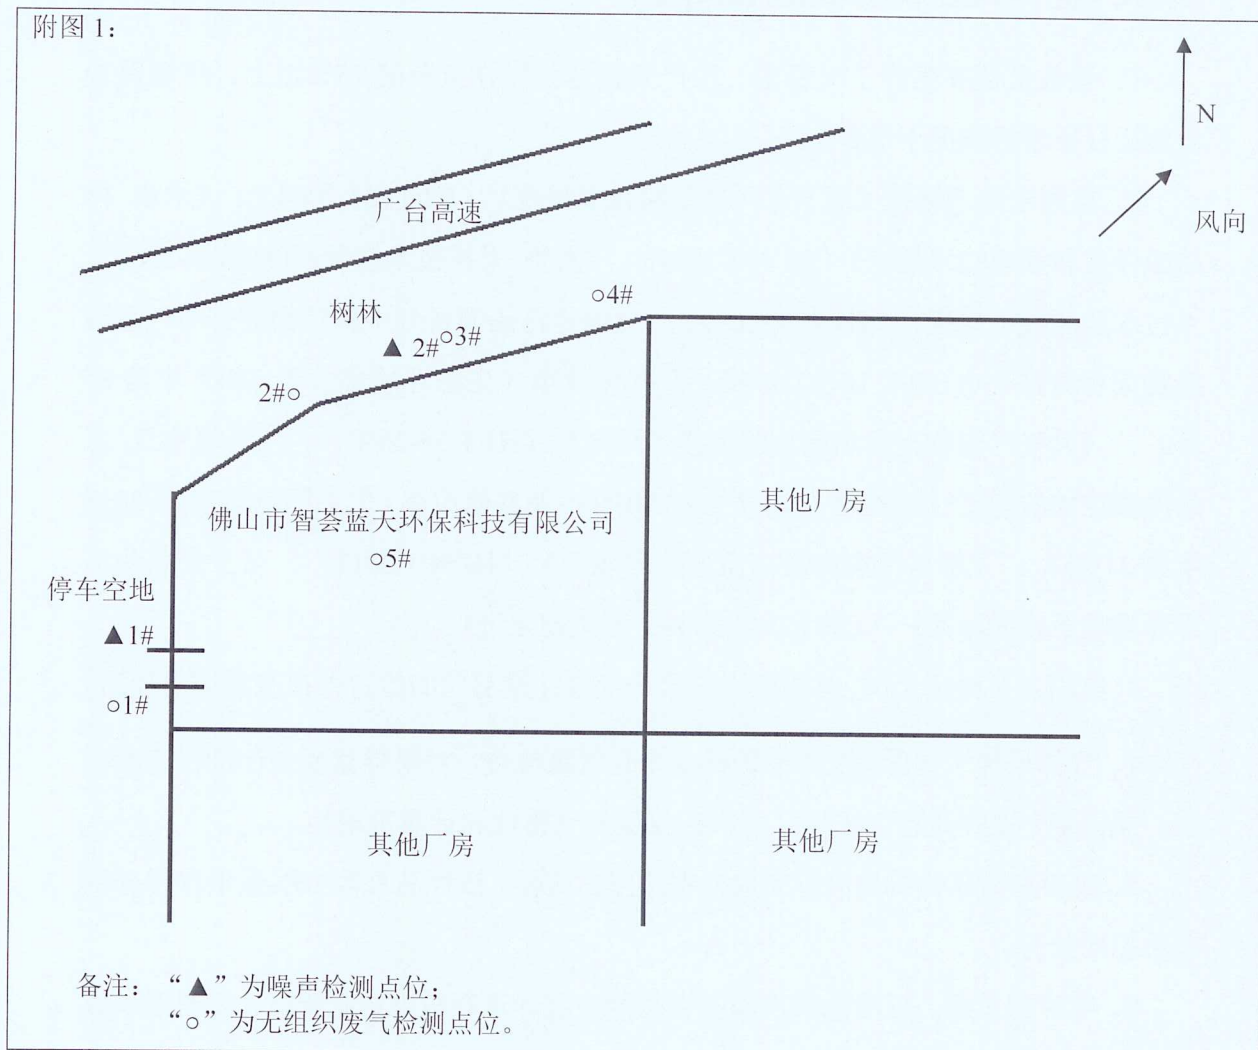 附图 1：
N
风向
广台高速
○4#
树林
▲ 2#○3#
2#○
其他厂房
佛山市智荟蓝天环保科技有限公司
○5#
停车空地
▲1#
○1#
其他厂房
其他厂房
备注：“▲”为噪声检测点位；
“○”为无组织废气检测点位。